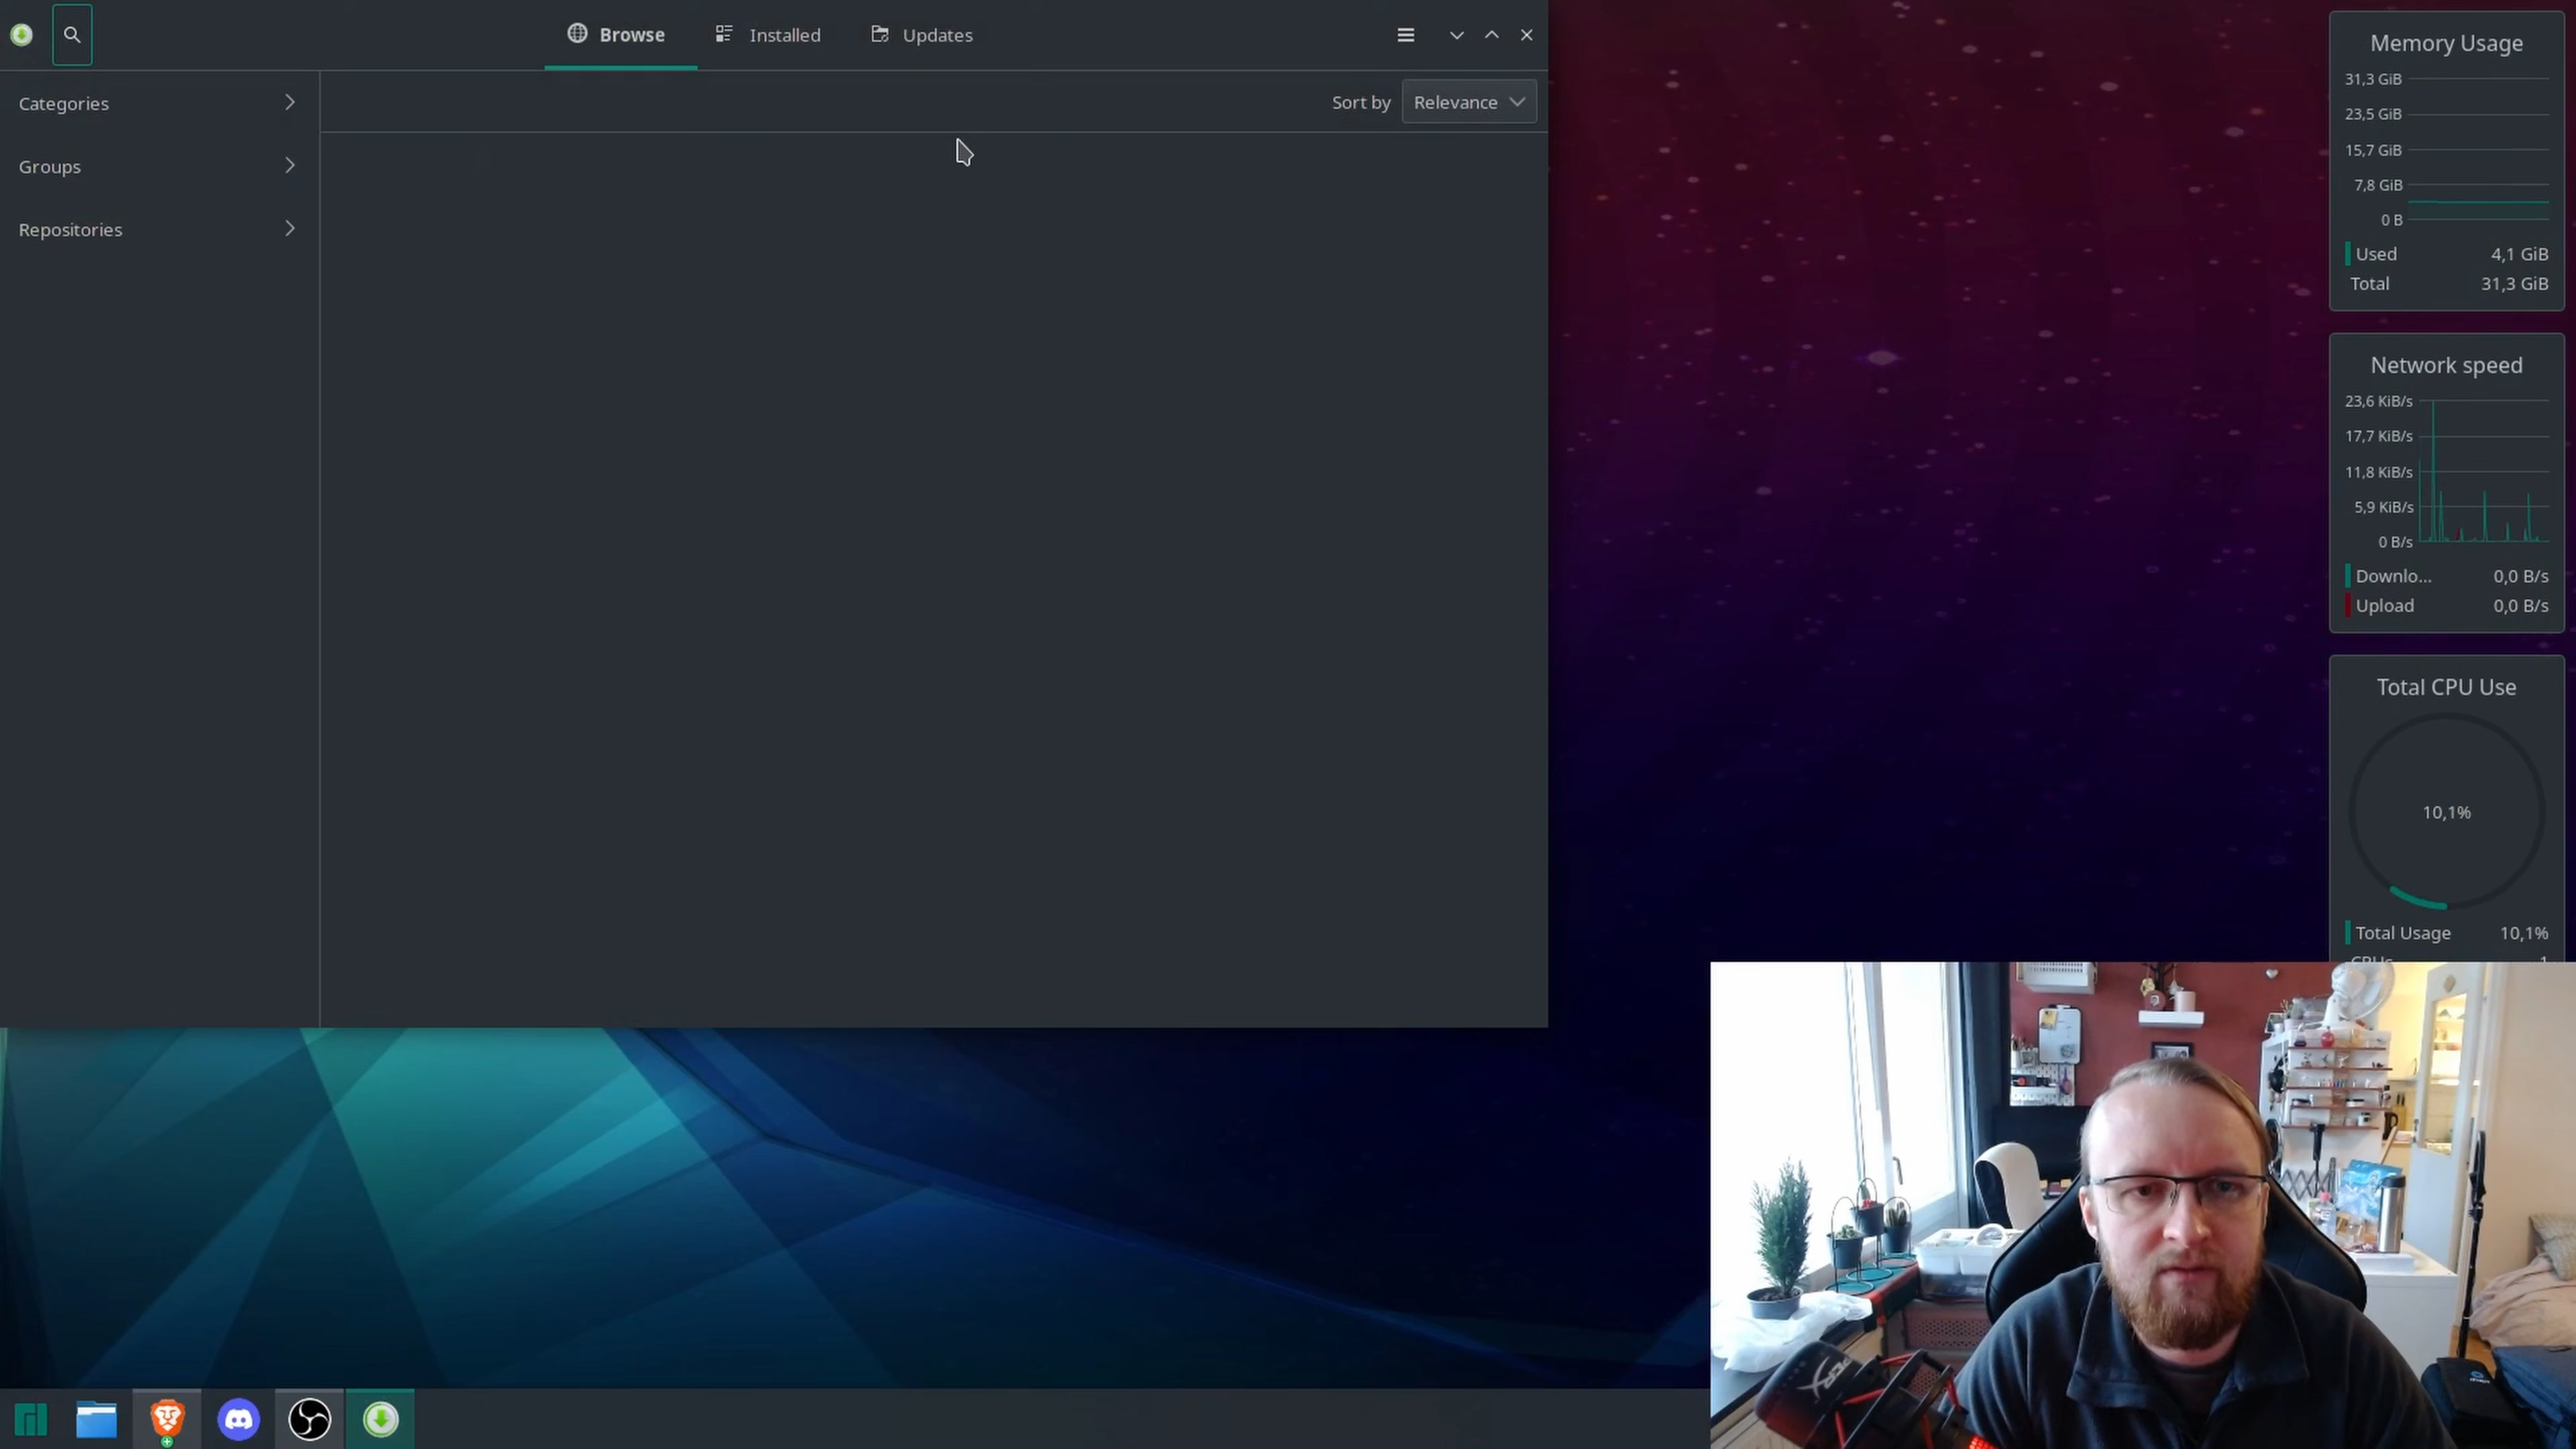 Browse Installed Updates
Categories
Groups
Repositories
Sort by Relevance
Memory Usage
31,3 GiB
23,5 GiB
15,7 GiB
7,8 GiB
0 B
Used 4,1 GiB
Total 31,3 GiB
Network speed
23,6 KiB/s
17,7 KiB/s
11,8 KiB/s
5,9 KiB/s
0 B/s
Downlo... 0,0 B/s
Upload 0,0 B/s
Total CPU Use
10,1%
Total Usage 10,1%